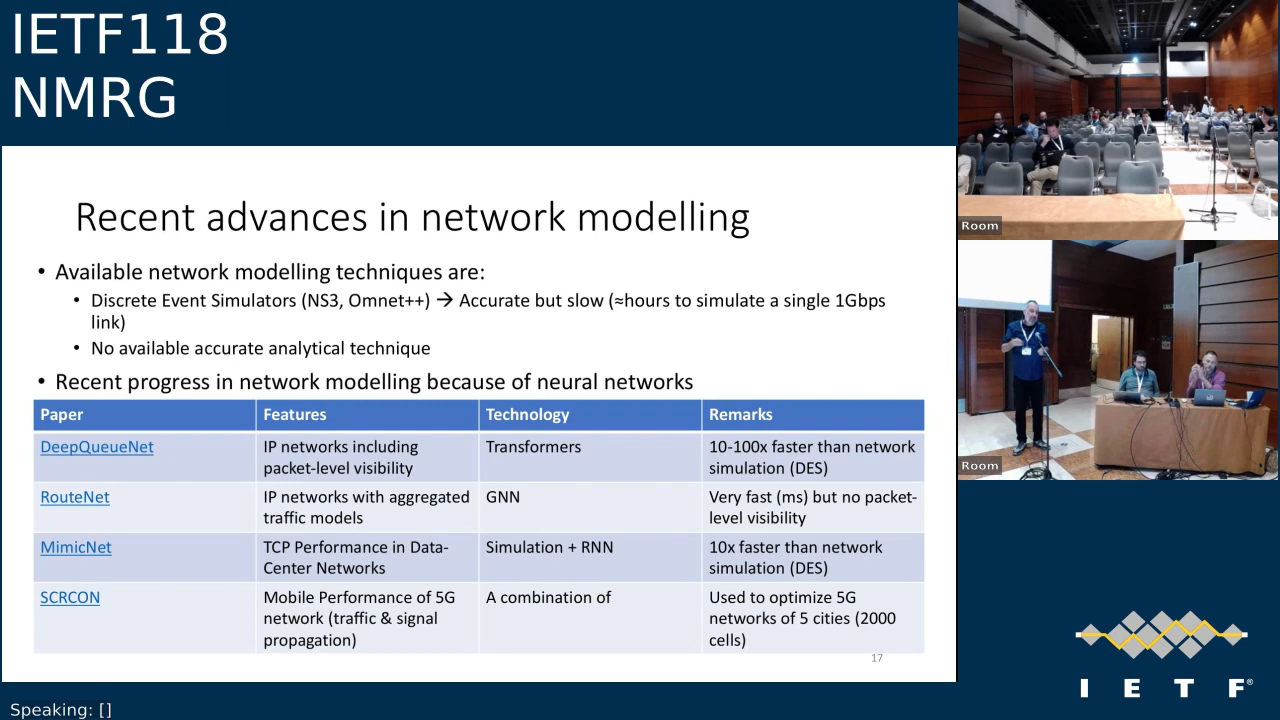 IETF118
NMRG
Recent advances in network modelling
• Available network modelling techniques are:
• Discrete Event Simulators (NS3, Omnet++) → Accurate but slow (≈hours to simulate a single 1Gbps
link)
• No available accurate analytical technique
• Recent progress in network modelling because of neural networks
Paper Features Technology Remarks
DeepQueueNet IP networks including Transformers 10-100x faster than network
packet-level visibility simulation (DES)
RouteNet IP networks with aggregated GNN Very fast (ms) but no packet-
traffic models level visibility
MimicNet TCP Performance in Data- Simulation + RNN 10x faster than network
Center Networks simulation (DES)
SCRCON Mobile Performance of 5G A combination of Used to optimize 5G
network (traffic & signal networks of 5 cities (2000
propagation) cells)
17
Room
Room
I E T F®
Speaking: []